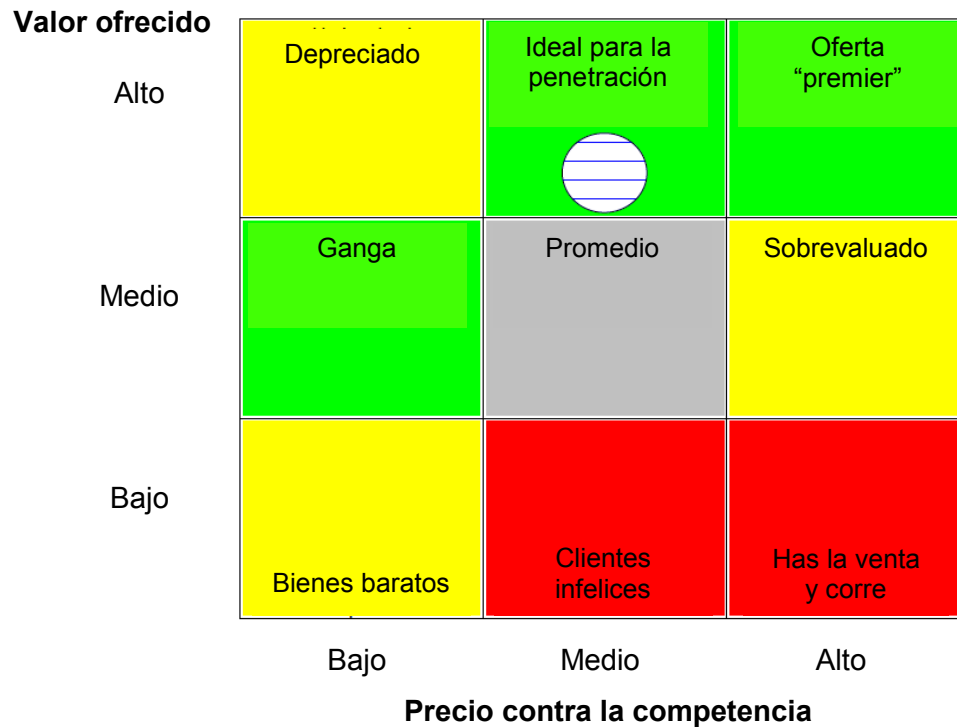 Valor ofrecido
Depreciado
Ideal para la
penetración
Oferta
“premier”
Alto
Ganga
Promedio
Sobrevaluado
Medio
Bajo
Bienes baratos
Clientes
infelices
Has la venta
y corre
Bajo
Medio
Alto
Precio contra la competencia